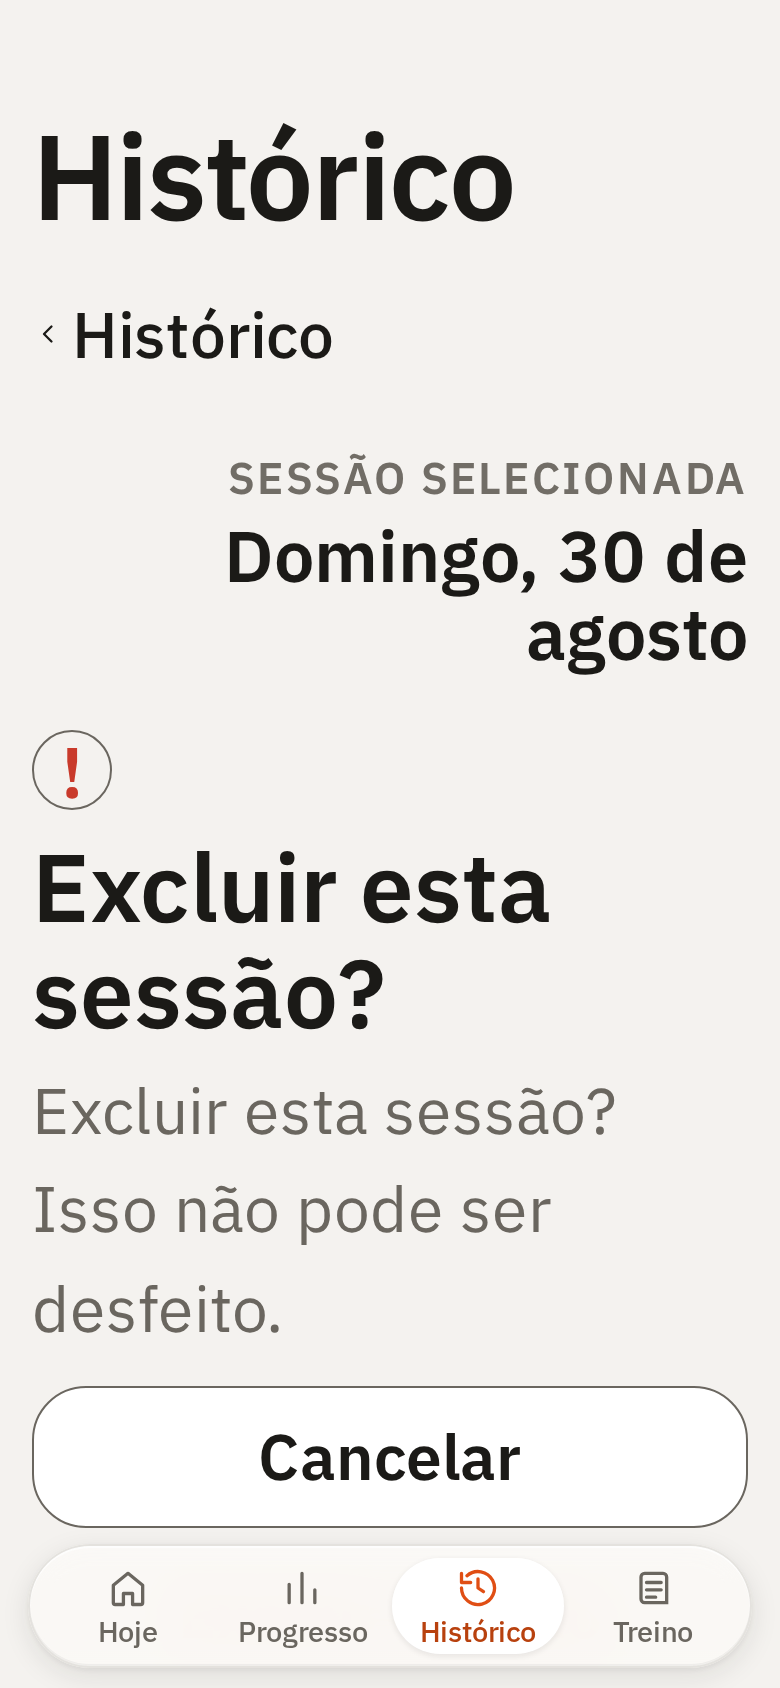 Histórico
Histórico
SESSÃO SELECIONADA
Domingo, 30 de
agosto
!
Excluir esta
sessão?
Excluir esta sessão?
Isso não pode ser
desfeito.
Cancelar
Hoje
Progresso
Histórico
Treino